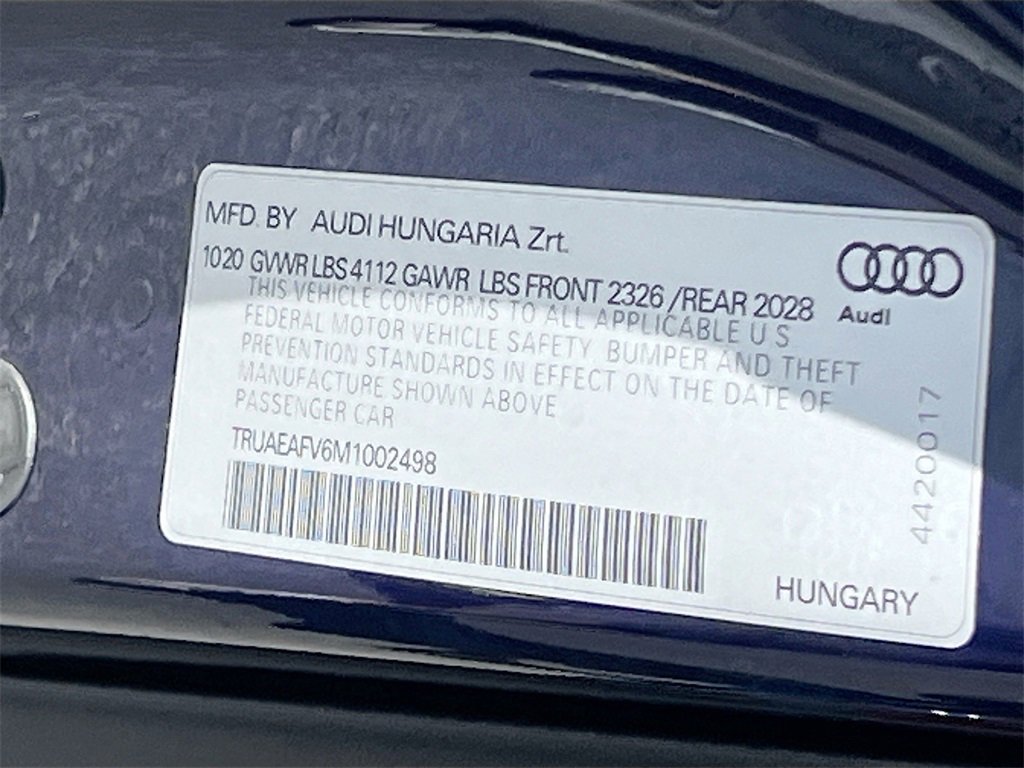 MFD. BY AUDI HUNGARIA Zrt.
1020 GVWR LBS 4112 GAWR LBS FRONT 2326 /REAR 2028
THIS VEHICLE CONFORMS TO ALL APPLICABLE U S
FEDERAL MOTOR VEHICLE SAFETY, BUMPER AND THEFT
PREVENTION STANDARDS IN EFFECT ON THE DATE OF
MANUFACTURE SHOWN ABOVE
PASSENGER CAR
TRUAEAFV6M1002498
Audi
4420017
HUNGARY